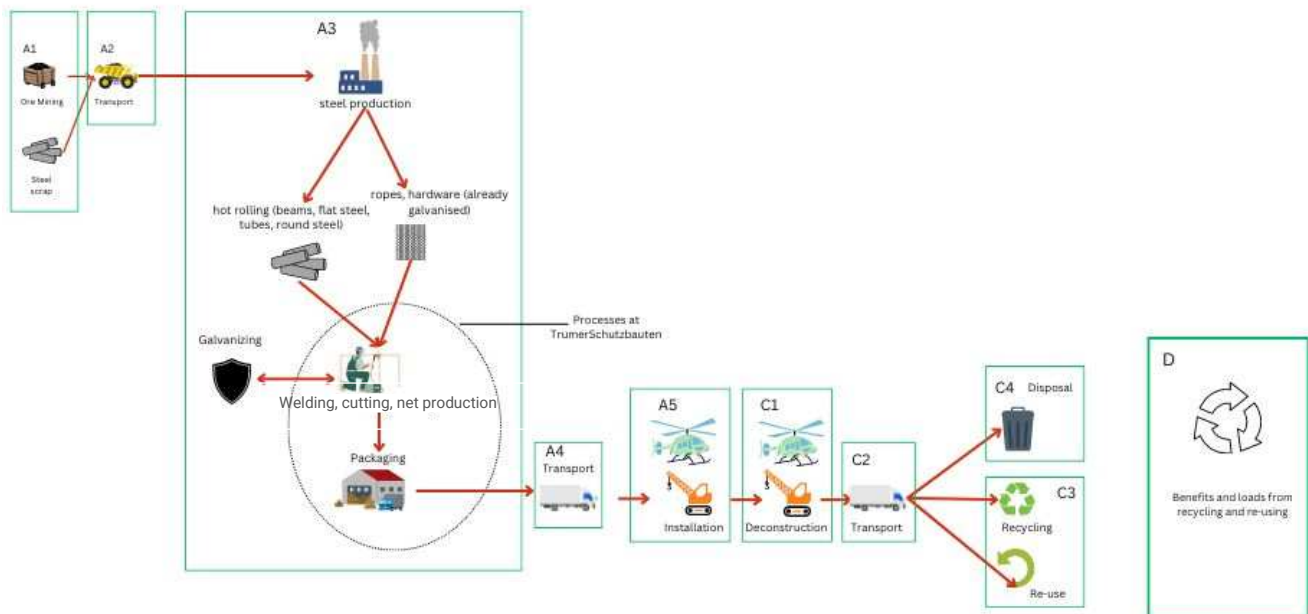 A1
Ore Mining
Steel
scrap
A2
Transport
A3
steel production
hot rolling (beams, flat steel,
tubes, round steel)
ropes, hardware (already
galvanised)
Processes at
TrumerSchutzbauten
Galvanizing
Welding, cutting, net production
Packaging
A4
Transport
A5
Installation
C1
Deconstruction
C2
Transport
C4 Disposal
C3
Recycling
Re-use
D
Benefits and loads from
recycling and re-using